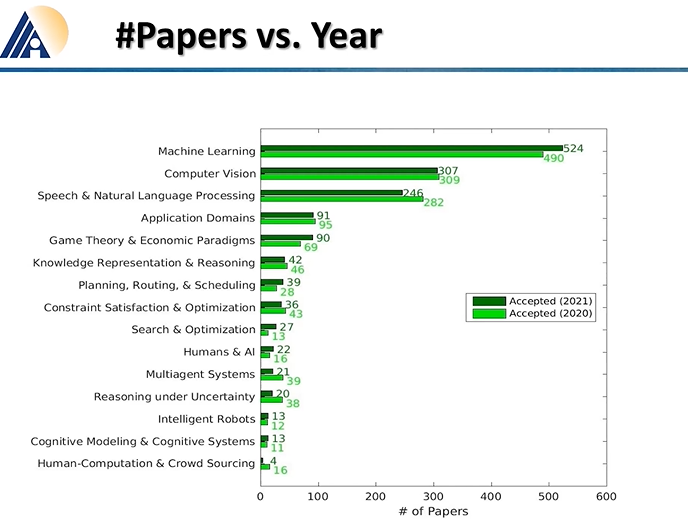 #Papers vs. Year
Machine Learning 524
490
Computer Vision 307
309
Speech & Natural Language Processing 246
282
Application Domains 91
95
Game Theory & Economic Paradigms 90
69
Knowledge Representation & Reasoning 42
46
Planning, Routing, & Scheduling 39
28
Constraint Satisfaction & Optimization 36
43
Search & Optimization 27
13
Humans & AI 22
16
Multiagent Systems 21
39
Reasoning under Uncertainty 20
38
Intelligent Robots 13
12
Cognitive Modeling & Cognitive Systems 13
11
Human-Computation & Crowd Sourcing 4
16
Accepted (2021)
Accepted (2020)
0 100 200 300 400 500 600
# of Papers